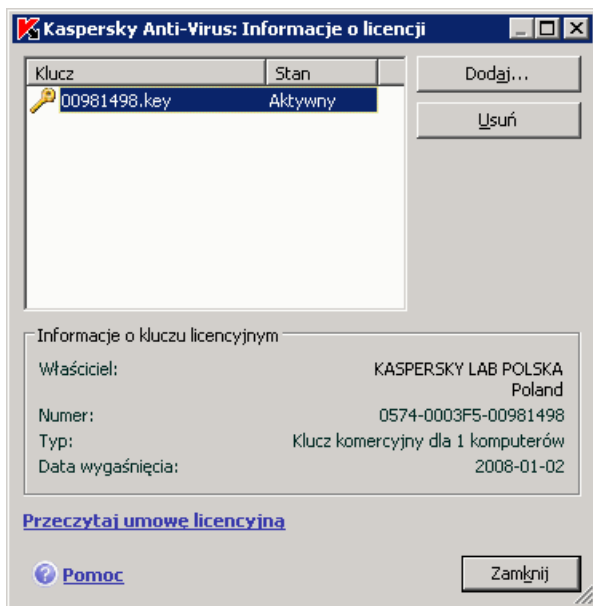 Kaspersky Anti-Virus: Informacje o licencji
Klucz Stan
00981498.key Aktywny
Dodaj...
Usuń
Informacje o kluczu licencyjnym
Właściciel: KASPERSKY LAB POLSKA
Poland
Numer: 0574-0003F5-00981498
Typ: Klucz komercyjny dla 1 komputerów
Data wygaśnięcia: 2008-01-02
Przeczytaj umowę licencyjną
Pomoc
Zamknij